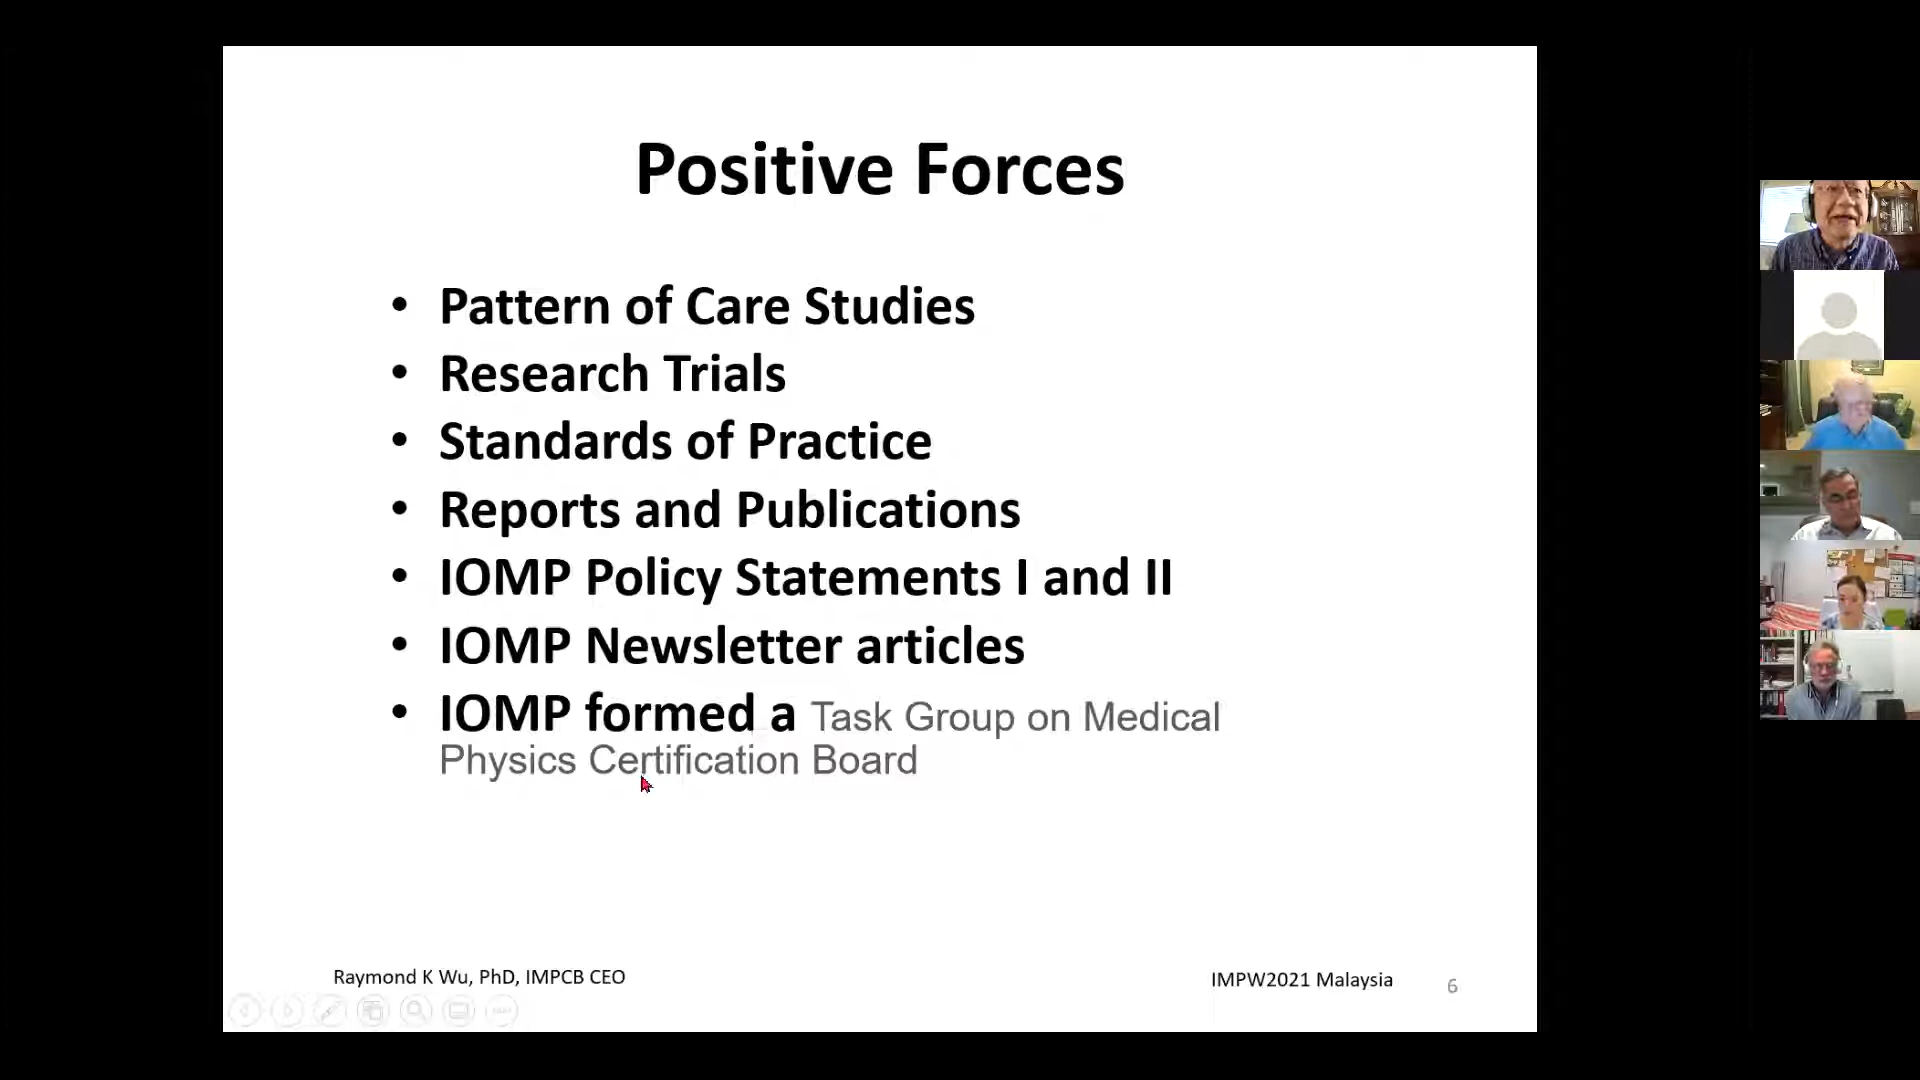 Positive Forces
• Pattern of Care Studies
• Research Trials
• Standards of Practice
• Reports and Publications
• IOMP Policy Statements I and II
• IOMP Newsletter articles
• IOMP formed a Task Group on Medical
Physics Certification Board
Raymond K Wu, PhD, IMPCB CEO
IMPW2021 Malaysia
6